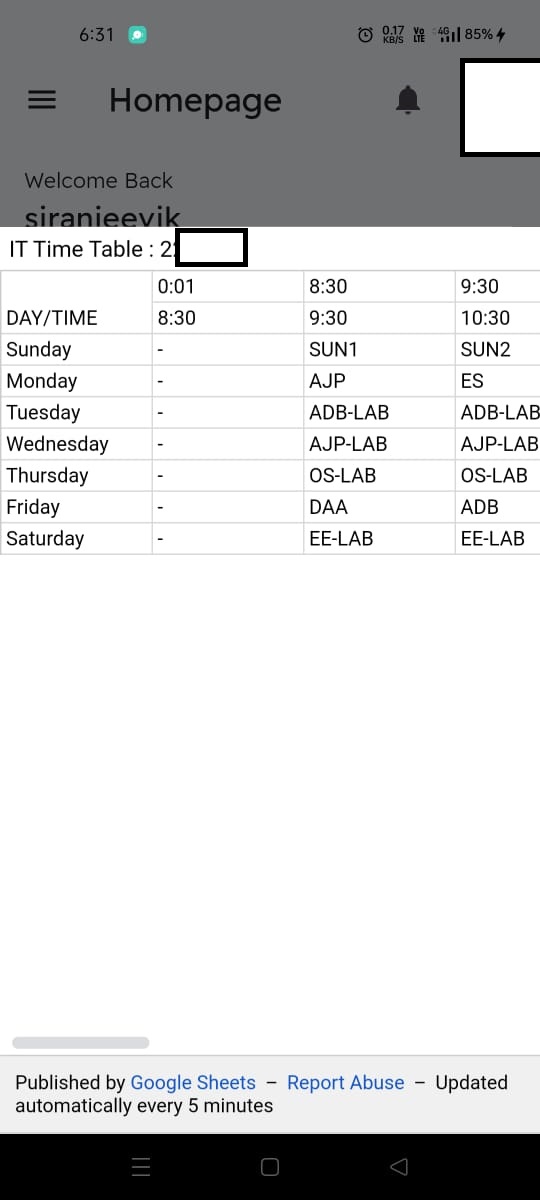 6:31 0.17 KB/S Vo LTE 4G 85%
Homepage
Welcome Back
siranjeevik
IT Time Table : 2
0:01 8:30 9:30
DAY/TIME 8:30 9:30 10:30
Sunday - SUN1 SUN2
Monday - AJP ES
Tuesday - ADB-LAB ADB-LAB
Wednesday - AJP-LAB AJP-LAB
Thursday - OS-LAB OS-LAB
Friday - DAA ADB
Saturday - EE-LAB EE-LAB
Published by Google Sheets – Report Abuse – Updated
automatically every 5 minutes